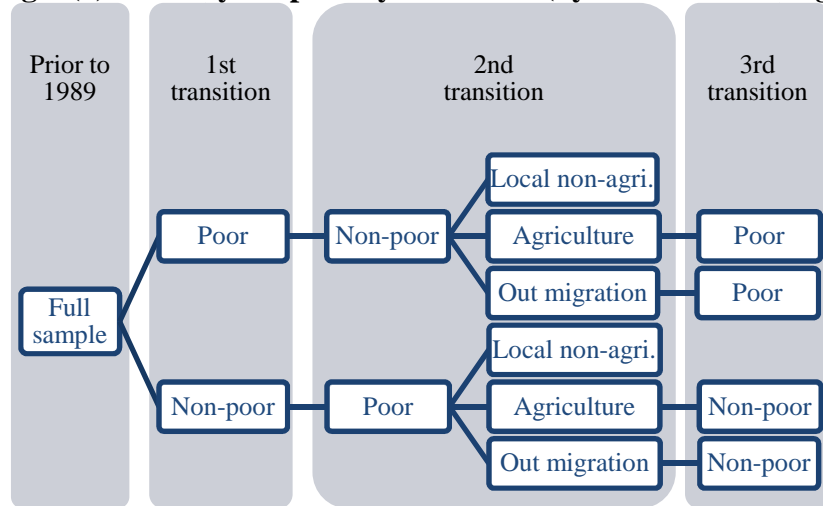 Prior to
1989
1st
transition
2nd
transition
3rd
transition
Local non-agri.
Poor
Non-poor
Agriculture
Poor
Out migration
Poor
Full
sample
Local non-agri.
Non-poor
Poor
Agriculture
Non-poor
Out migration
Non-poor